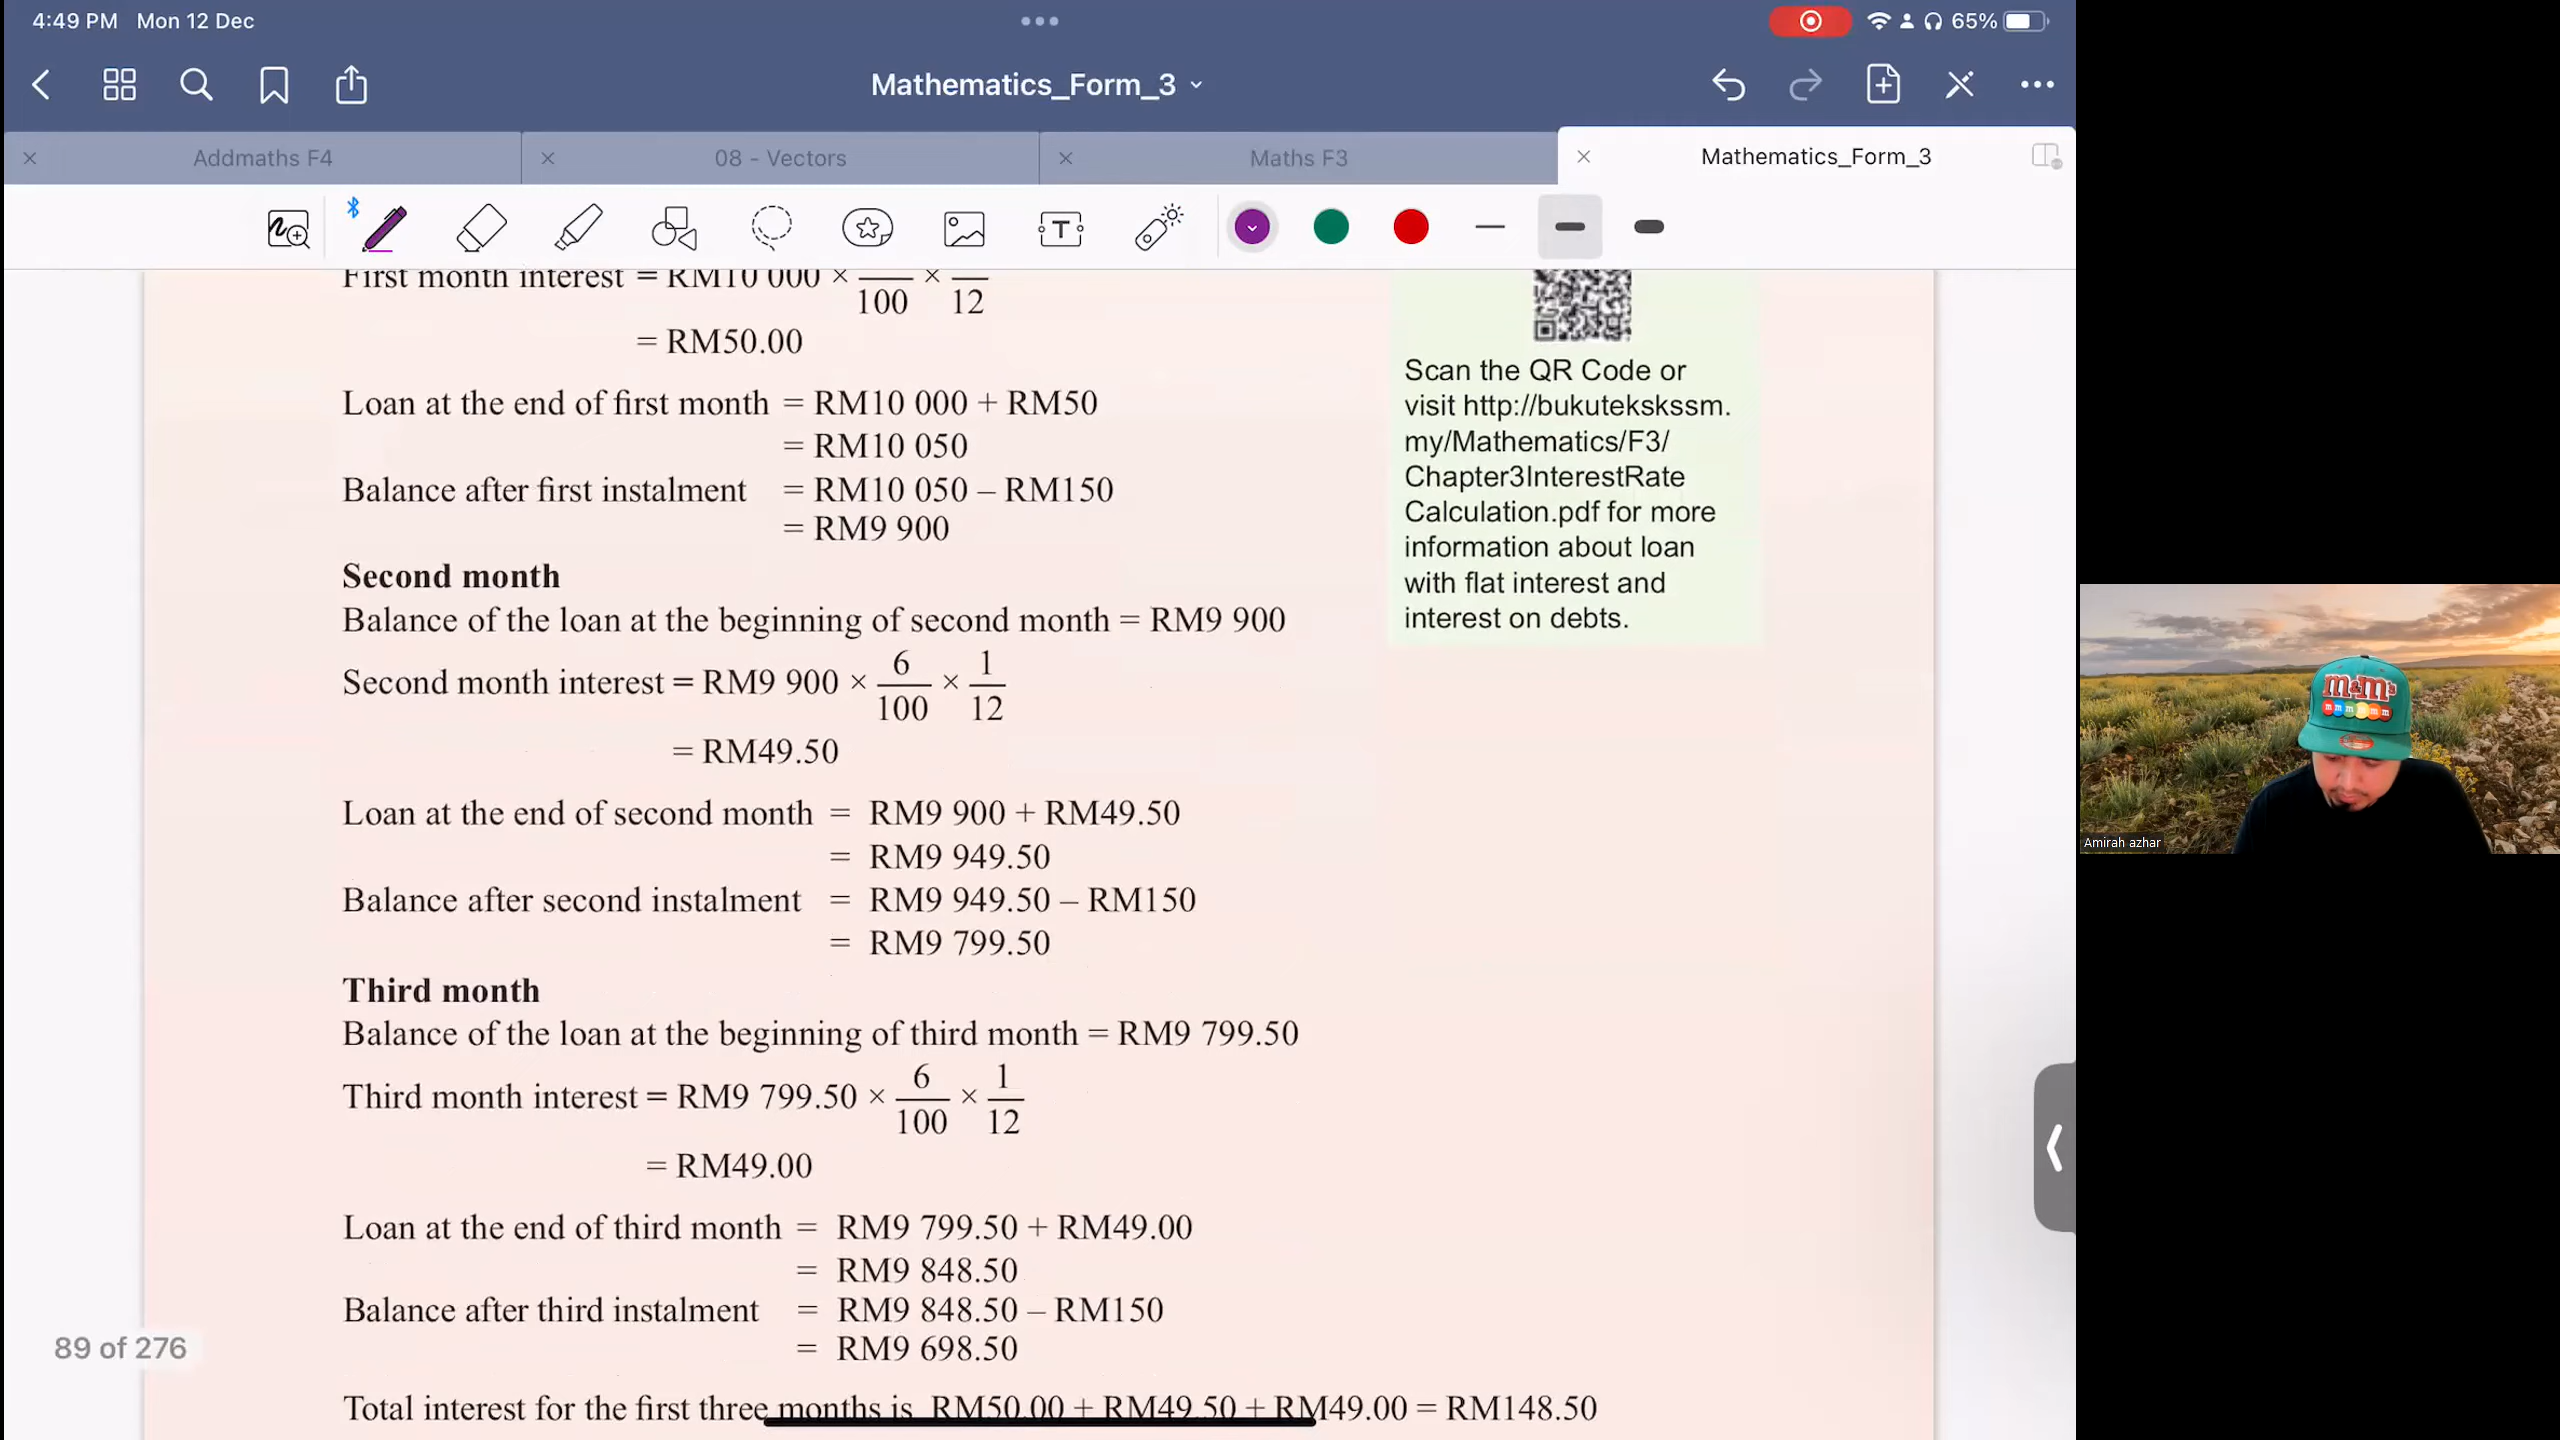 4:49 PM Mon 12 Dec
65%
Mathematics_Form_3
Addmaths F4
08 - Vectors
Maths F3
Mathematics_Form_3
T
First month interest = RM10 000 × /100 × /12
= RM50.00
Loan at the end of first month = RM10 000 + RM50
= RM10 050
Balance after first instalment = RM10 050 – RM150
= RM9 900
Second month
Balance of the loan at the beginning of second month = RM9 900
Second month interest = RM9 900 × 6/100 × 1/12
= RM49.50
Loan at the end of second month = RM9 900 + RM49.50
= RM9 949.50
Balance after second instalment = RM9 949.50 – RM150
= RM9 799.50
Third month
Balance of the loan at the beginning of third month = RM9 799.50
Third month interest = RM9 799.50 × 6/100 × 1/12
= RM49.00
Loan at the end of third month = RM9 799.50 + RM49.00
= RM9 848.50
Balance after third instalment = RM9 848.50 – RM150
= RM9 698.50
Total interest for the first three months is RM50.00 + RM49.50 + RM49.00 = RM148.50
Scan the QR Code or
visit http://bukutekskssm.
my/Mathematics/F3/
Chapter3InterestRate
Calculation.pdf for more
information about loan
with flat interest and
interest on debts.
89 of 276
m&m's
m m m m m m
Amirah azhar